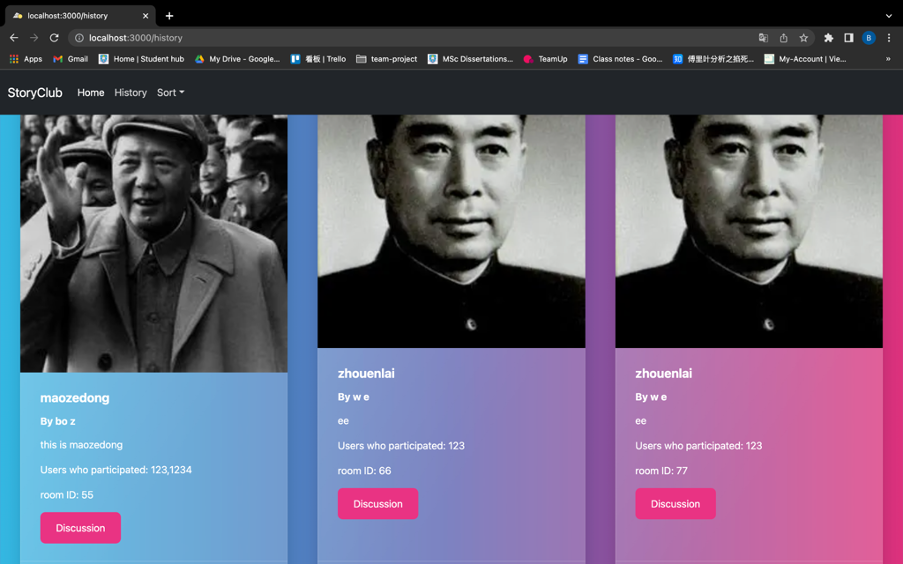 localhost:3000/history
localhost:3000/history
B
Apps
Gmail
Home | Student hub
My Drive - Google...
看板 | Trello
team-project
MSc Dissertations...
TeamUp
Class notes - Goo...
知
傅里叶分析之掐死...
My-Account | Vie...
»
StoryClub
Home
History
Sort
maozedong
By bo z
this is maozedong
Users who participated: 123,1234
room ID: 55
Discussion
zhouenlai
By w e
ee
Users who participated: 123
room ID: 66
Discussion
zhouenlai
By w e
ee
Users who participated: 123
room ID: 77
Discussion